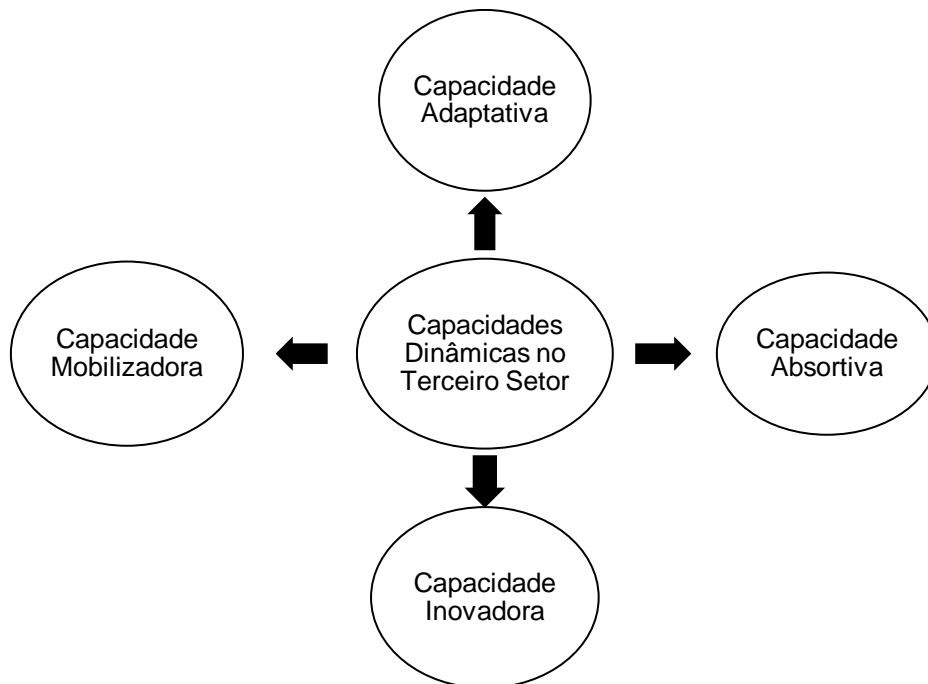 Capacidade
Adaptativa
Capacidade
Mobilizadora
Capacidades
Dinâmicas no
Terceiro Setor
Capacidade
Absortiva
Capacidade
Inovadora